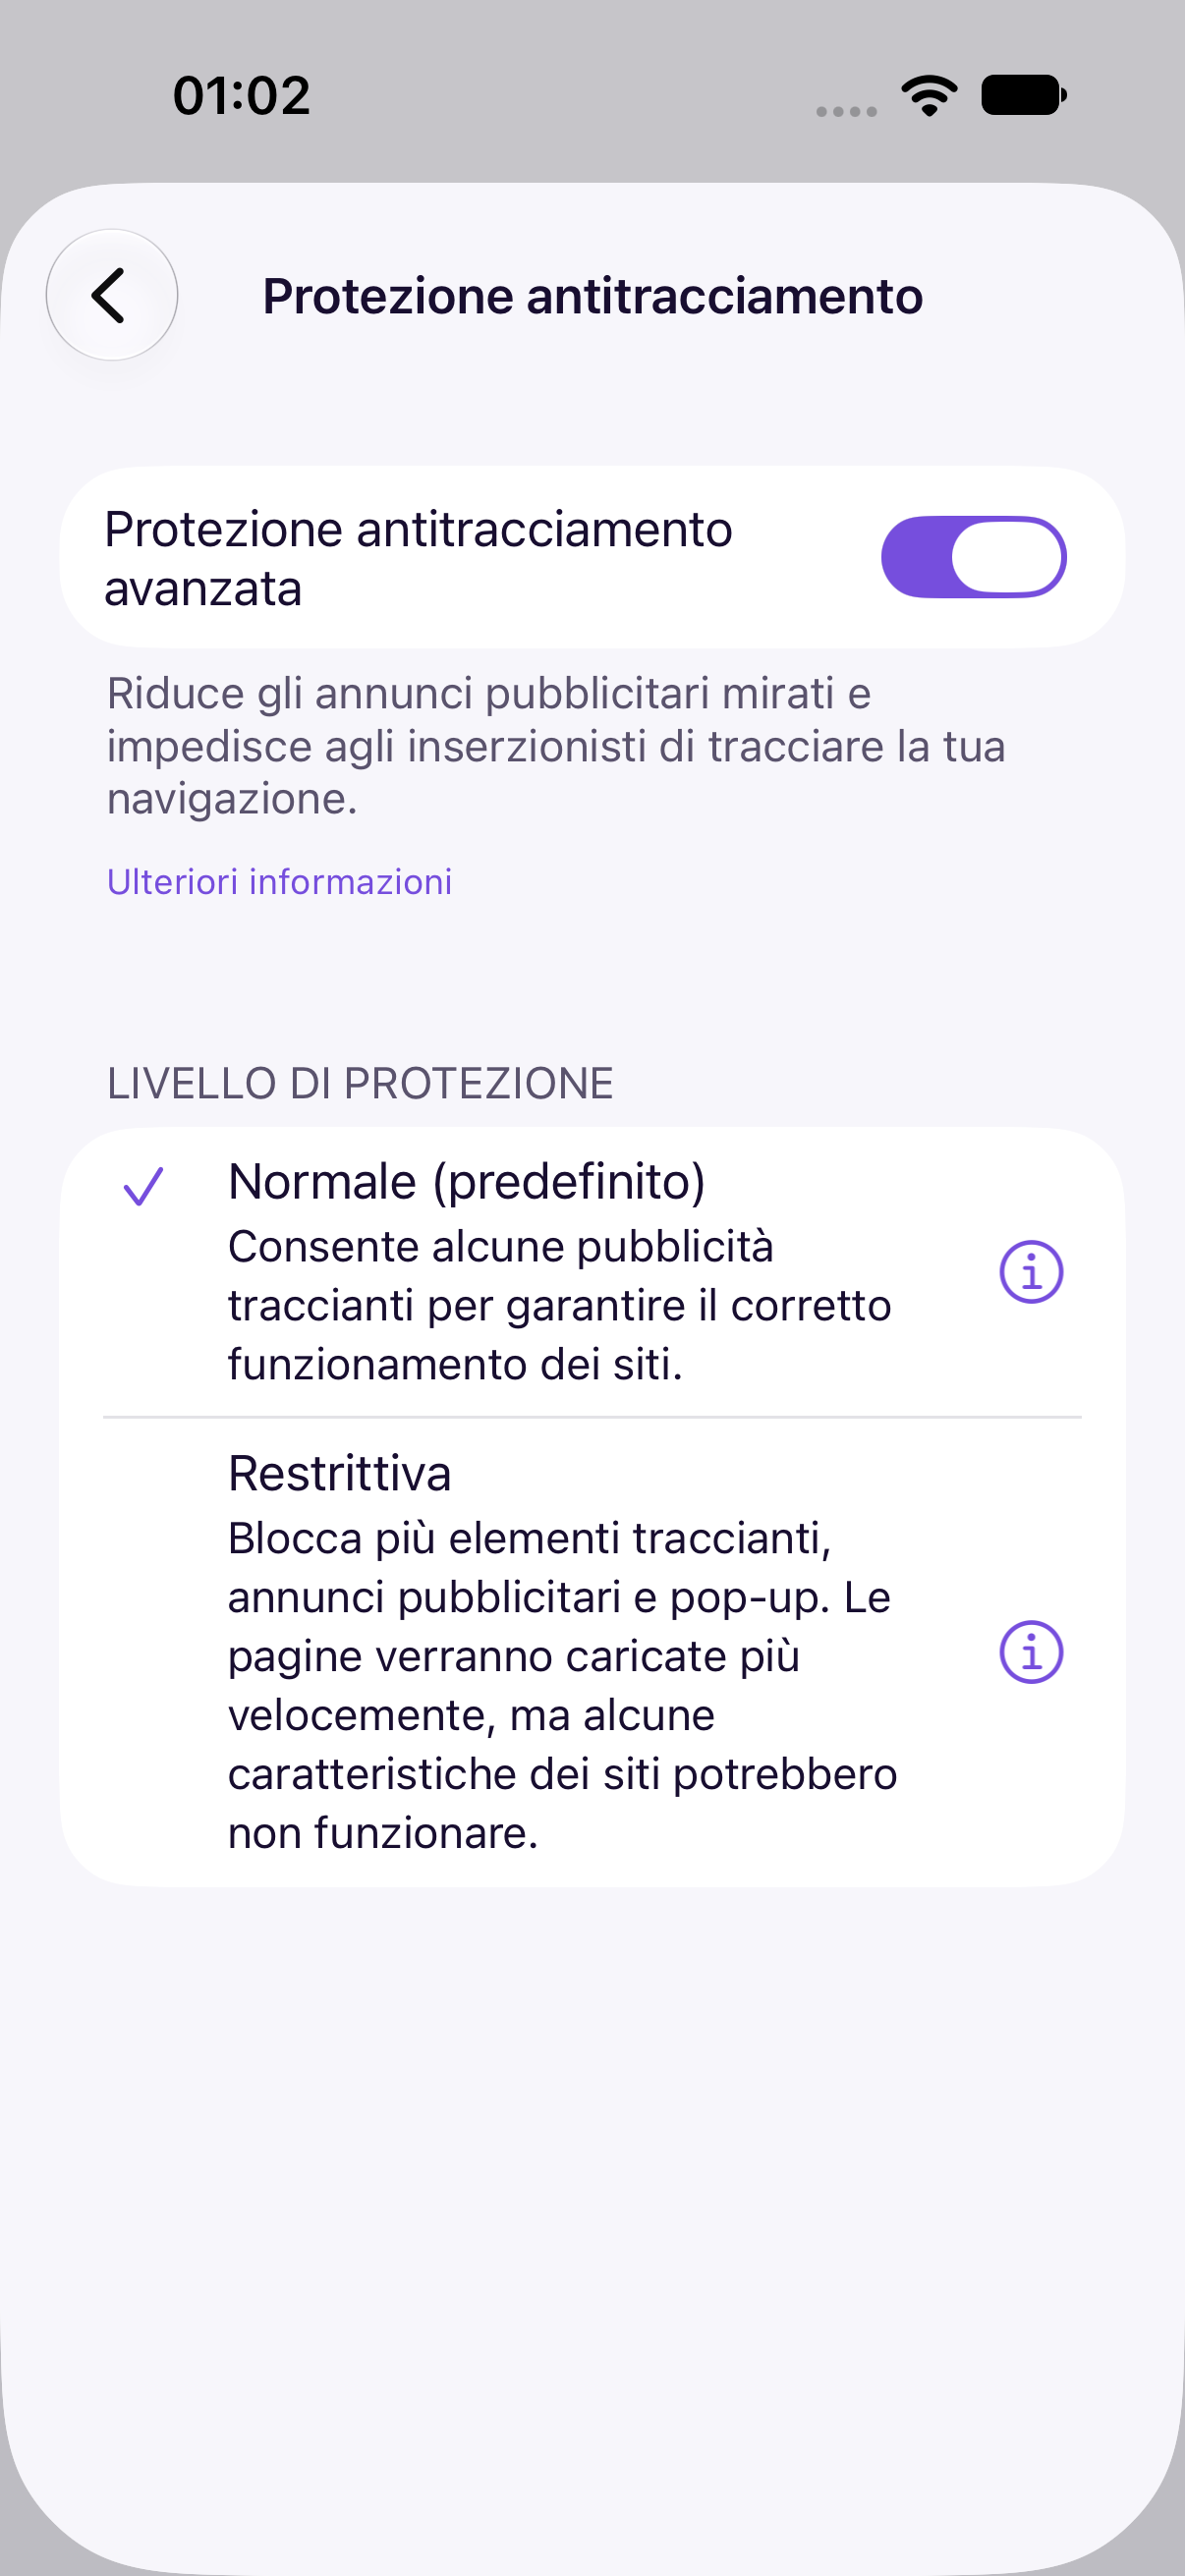 01:02
Protezione antitracciamento
Protezione antitracciamento
avanzata
Riduce gli annunci pubblicitari mirati e
impedisce agli inserzionisti di tracciare la tua
navigazione.
Ulteriori informazioni
LIVELLO DI PROTEZIONE
Normale (predefinito)
Consente alcune pubblicità
traccianti per garantire il corretto
funzionamento dei siti.
Restrittiva
Blocca più elementi traccianti,
annunci pubblicitari e pop-up. Le
pagine verranno caricate più
velocemente, ma alcune
caratteristiche dei siti potrebbero
non funzionare.